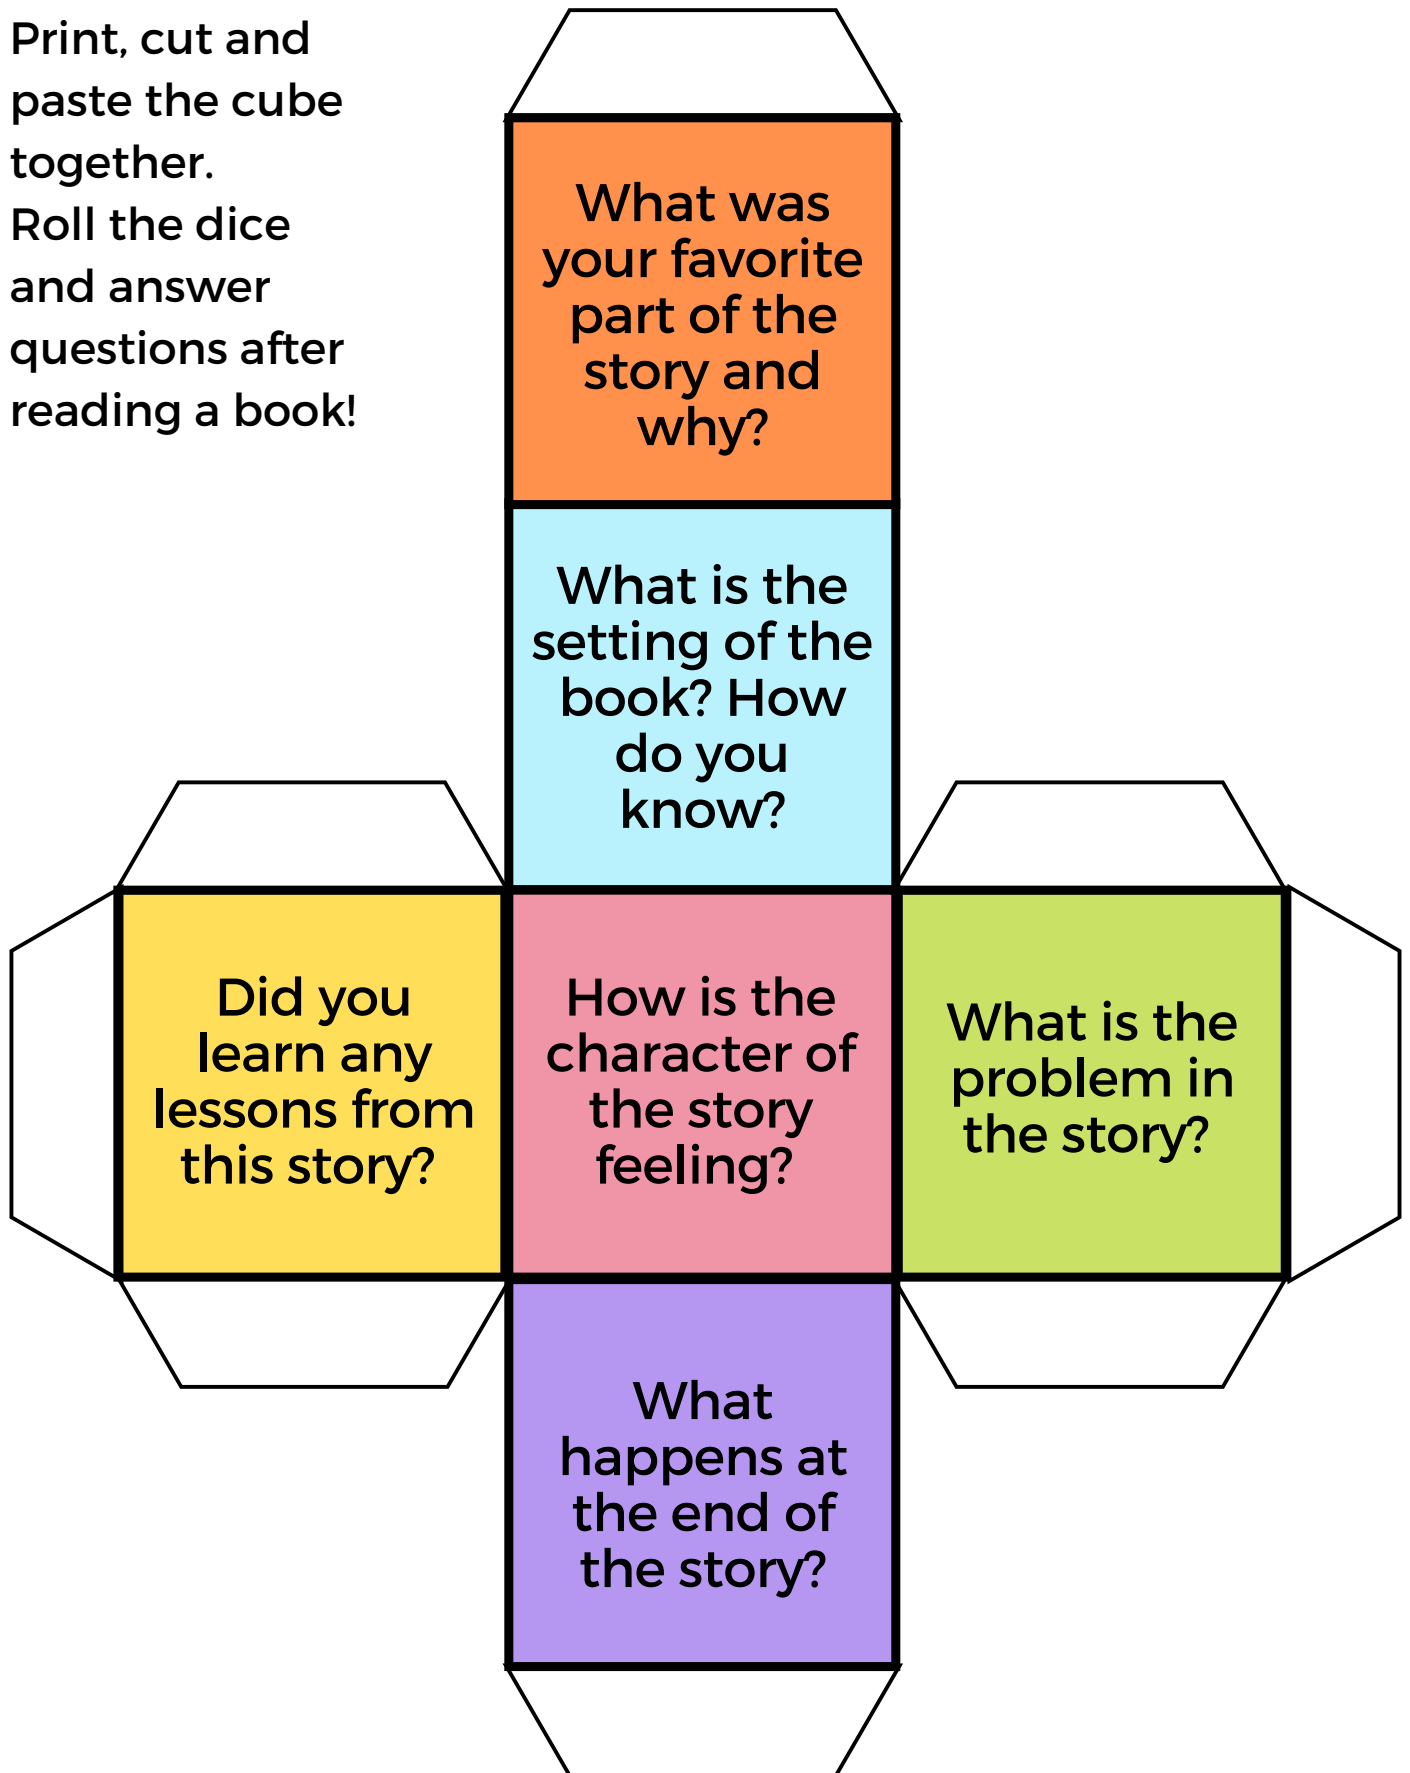 Print, cut and
paste the cube
together.
Roll the dice
and answer
questions after
reading a book!
What was
your favorite
part of the
story and
why?
What is the
setting of the
book? How
do you
know?
Did you
learn any
lessons from
this story?
How is the
character of
the story
feeling?
What is the
problem in
the story?
What
happens at
the end of
the story?